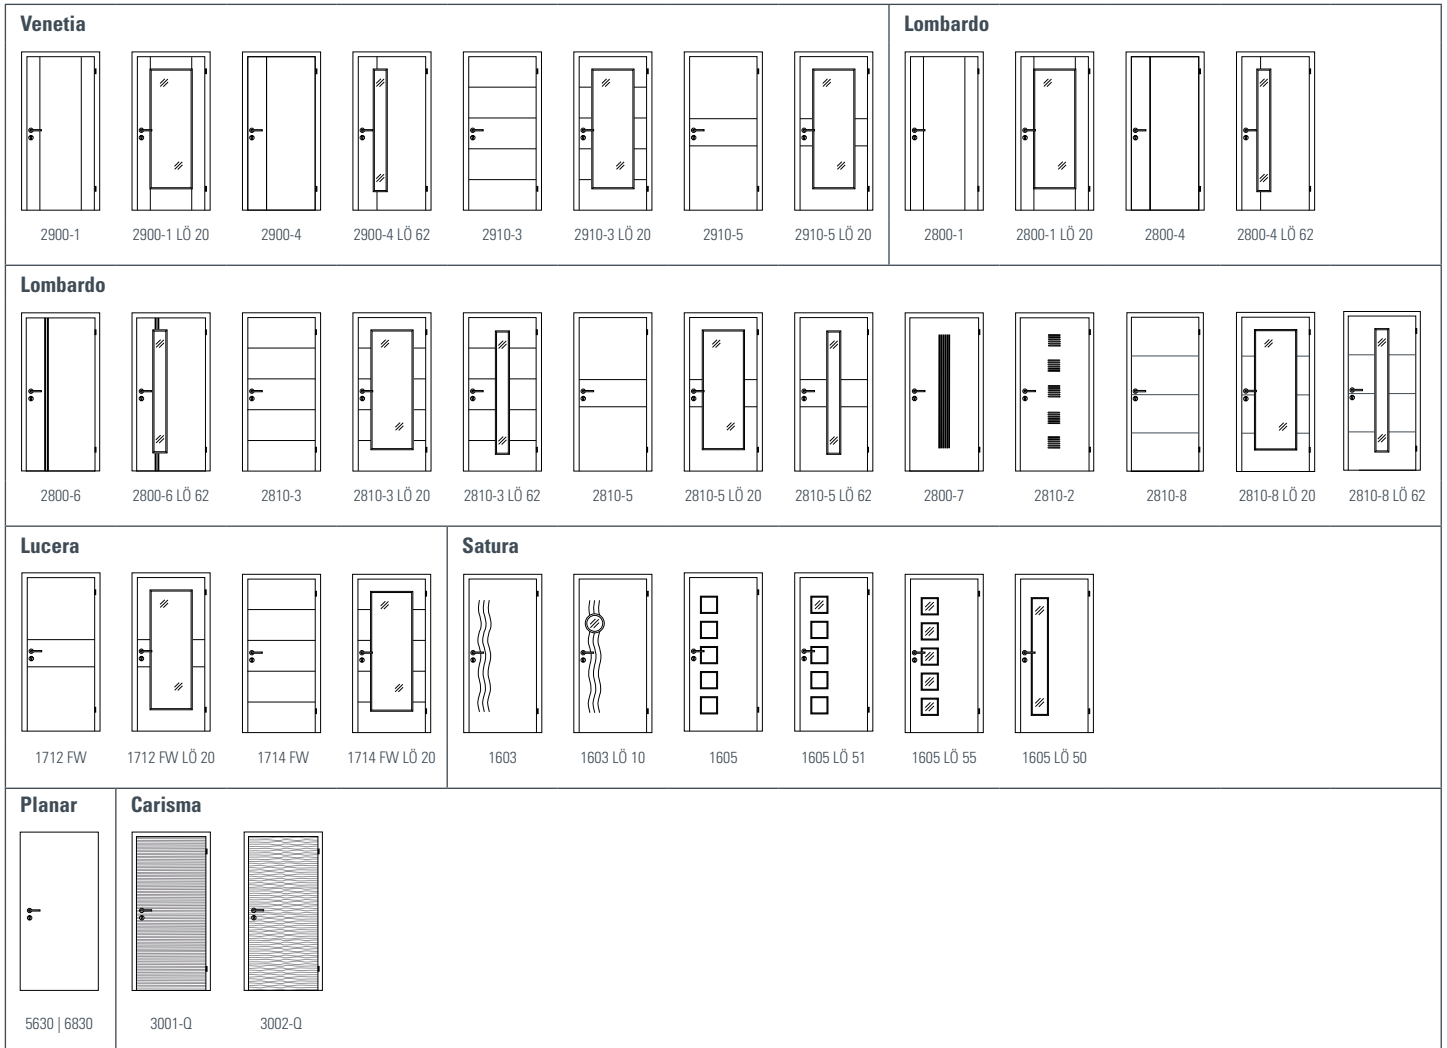 Venetia
2900-1 2900-1 LÖ 20 2900-4 2900-4 LÖ 62 2910-3 2910-3 LÖ 20 2910-5 2910-5 LÖ 20
Lombardo
2800-1 2800-1 LÖ 20 2800-4 2800-4 LÖ 62
Lombardo
2800-6 2800-6 LÖ 62 2810-3 2810-3 LÖ 20 2810-3 LÖ 62 2810-5 2810-5 LÖ 20 2810-5 LÖ 62 2800-7 2810-2 2810-8 2810-8 LÖ 20 2810-8 LÖ 62
Lucera
1712 FW 1712 FW LÖ 20 1714 FW 1714 FW LÖ 20
Satura
1603 1603 LÖ 10 1605 1605 LÖ 51 1605 LÖ 55 1605 LÖ 50
Planar
5630 | 6830
Carisma
3001-Q 3002-Q